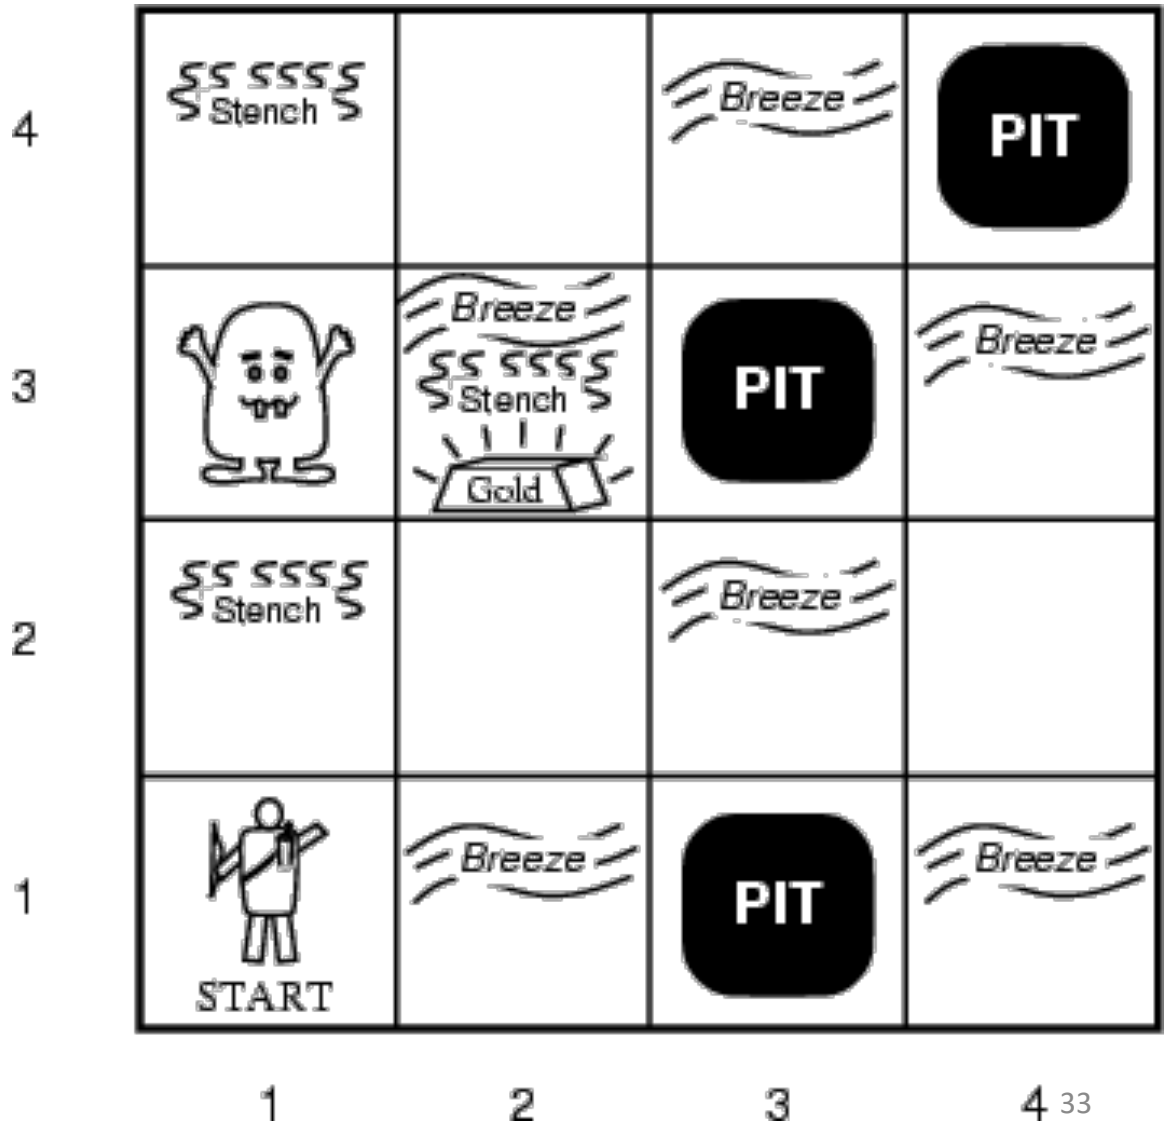 4 Stench Breeze PIT
Breeze
3 Stench PIT Breeze
Gold
2 Stench Breeze
1 Breeze PIT Breeze
START
1 2 3 4 33